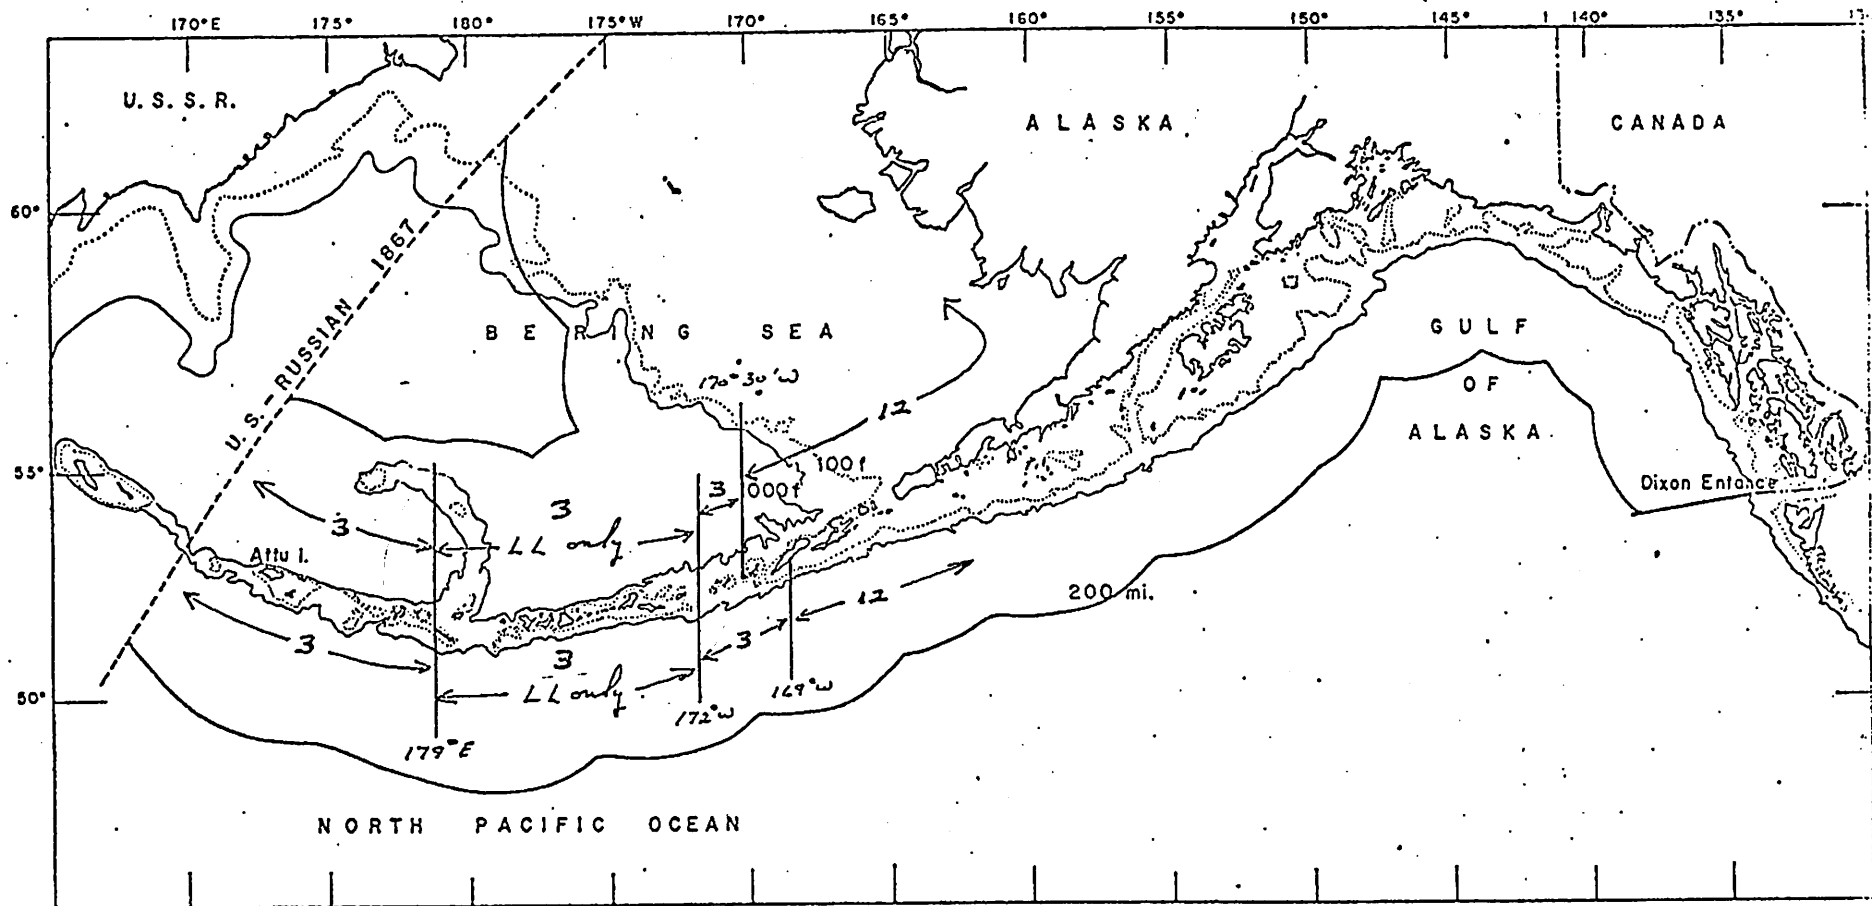 170°E 175° 180° 175°W 170° 165° 160° 155° 150° 145° 140° 135°
U. S. S. R.
ALASKA
CANADA
60°
U.S. - RUSSIAN 1867
BERING SEA
GULF
OF
ALASKA
170°30'W
12
55°
100f
3
000f
Dixon Entance
3
3
LL only
Attu I.
200 mi.
12
3
3
3
LL only
169°W
50°
172°W
179°E
NORTH PACIFIC OCEAN